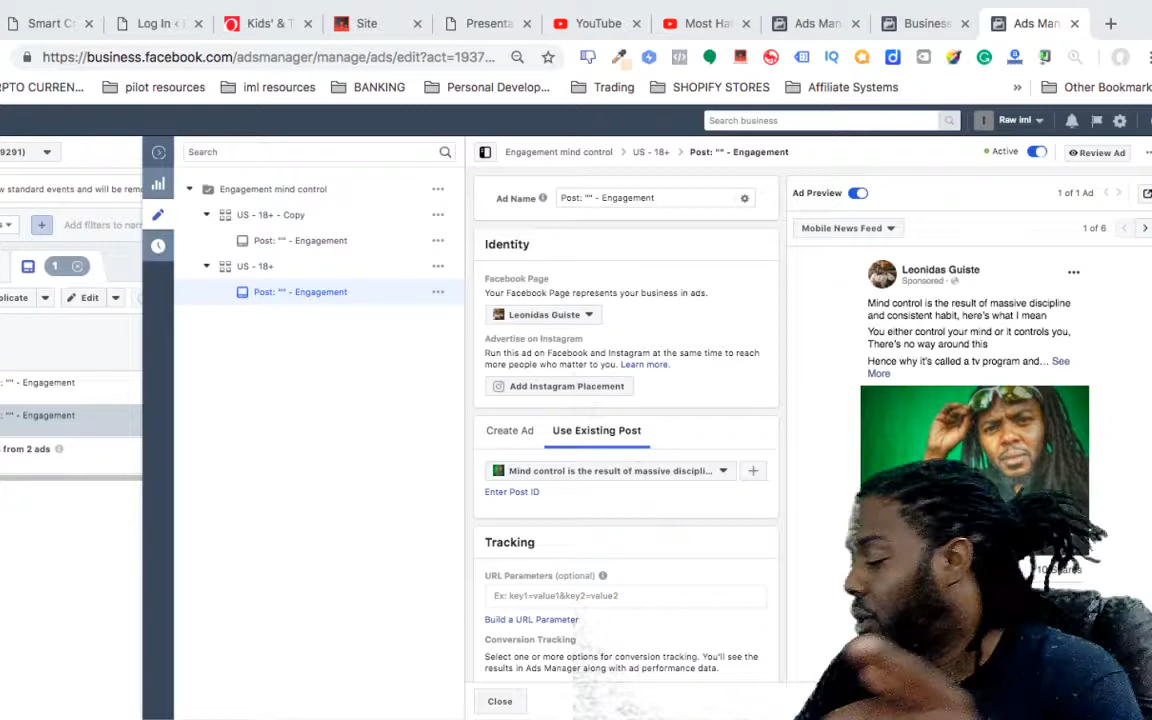 Smart C
Log In ‹
Kids' & T
Site
Presenta
YouTube
Most Ha
Ads Man
Business
Ads Man
https://business.facebook.com/adsmanager/manage/ads/edit?act=1937...
RPTO CURREN...
pilot resources
iml resources
BANKING
Personal Develop...
Trading
SHOPIFY STORES
Affiliate Systems
»
Other Bookmark
Search business
Raw iml
9291)
Search
Engagement mind control > US - 18+ > Post: "" - Engagement
Active
Review Ad
w standard events and will be rem
Engagement mind control
Ad Name
Post: "" - Engagement
Ad Preview
1 of 1 Ad
US - 18+ - Copy
Add filters to narr
Mobile News Feed
1 of 6
Post: "" - Engagement
Identity
1
US - 18+
Leonidas Guiste
Sponsored ·
Facebook Page
Your Facebook Page represents your business in ads.
plicate
Edit
Post: "" - Engagement
Leonidas Guiste
Mind control is the result of massive discipline
and consistent habit, here's what I mean
You either control your mind or it controls you,
There's no way around this
Hence why it's called a tv program and... See
More
Advertise on Instagram
Run this ad on Facebook and Instagram at the same time to reach
more people who matter to you. Learn more.
Add Instagram Placement
: "" - Engagement
: "" - Engagement
from 2 ads
Create Ad
Use Existing Post
Mind control is the result of massive discipli...
Enter Post ID
Tracking
URL Parameters (optional)
Ex: key1=value1&key2=value2
Build a URL Parameter
10 Shares
Conversion Tracking
Select one or more options for conversion tracking. You'll see the
results in Ads Manager along with ad performance data.
Close